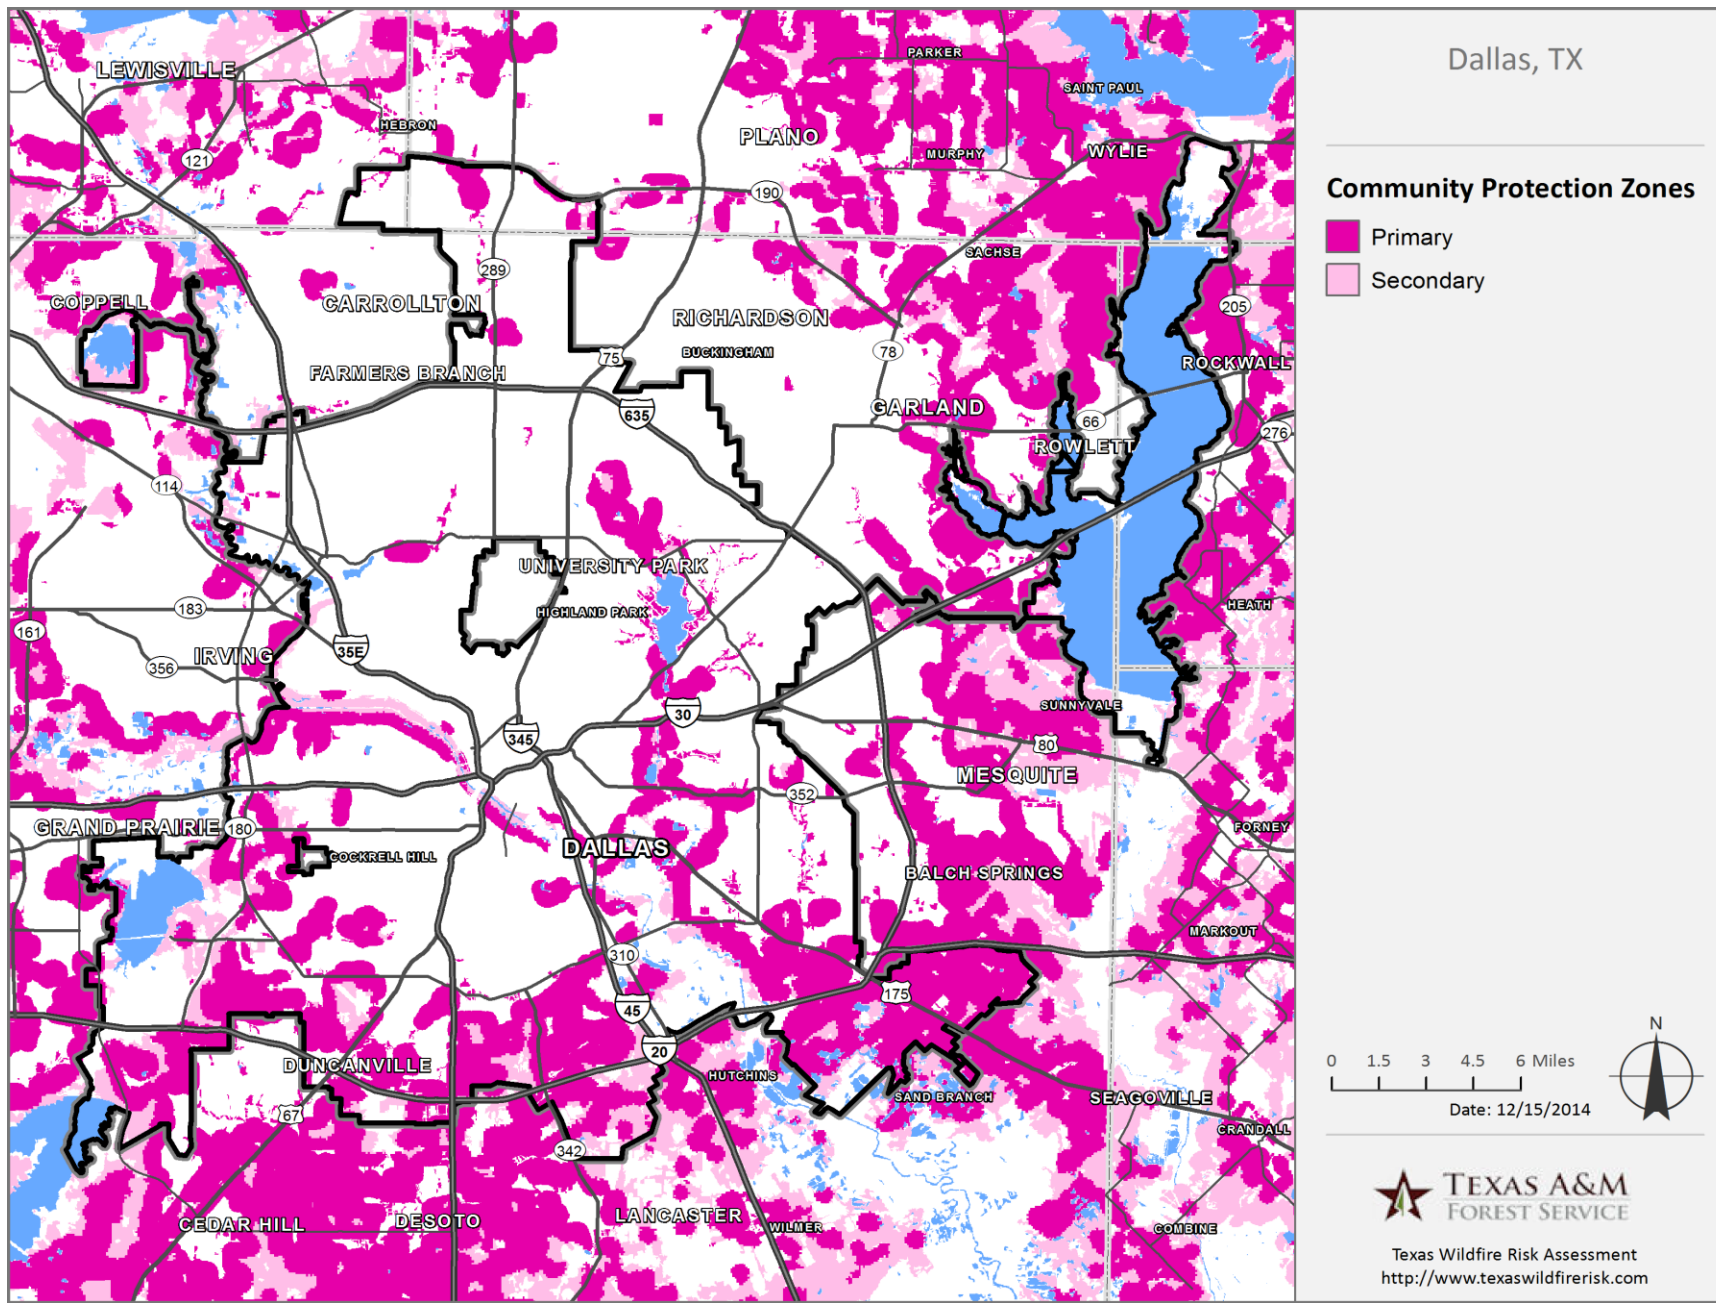 LEWISVILLE
PARKER
SAINT PAUL
HEBRON
PLANO
MURPHY
WYLIE
121
190
SACHSE
289
COPPELL
CARROLLTON
RICHARDSON
205
75
BUCKINGHAM
78
ROCKWALL
FARMERS BRANCH
635
GARLAND
66
276
ROWLETT
114
UNIVERSITY PARK
183
HIGHLAND PARK
HEATH
161
35E
IRVING
356
SUNNYVALE
30
345
80
MESQUITE
352
GRAND PRAIRIE
180
FORNEY
COCKRELL HILL
DALLAS
BALCH SPRINGS
MARKOUT
310
175
45
20
DUNCANVILLE
HUTCHINS
SAND BRANCH
SEAGOVILLE
67
CRANDALL
342
CEDAR HILL
DESOTO
LANCASTER
WILMER
COMBINE
Dallas, TX
Community Protection Zones
Primary
Secondary
N
0 1.5 3 4.5 6 Miles
Date: 12/15/2014
TEXAS A&M
FOREST SERVICE
Texas Wildfire Risk Assessment
http://www.texaswildfirerisk.com